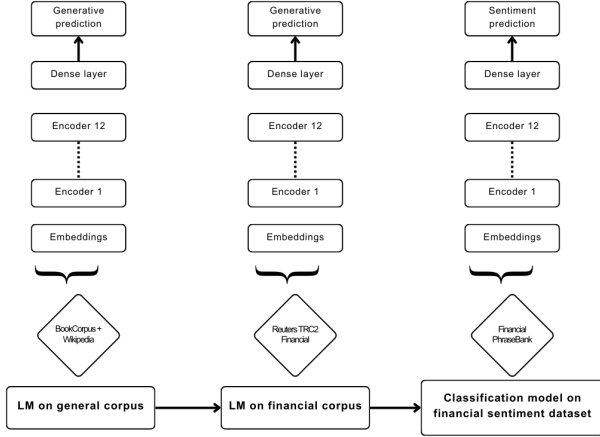 Generative
prediction
Generative
prediction
Sentiment
prediction
Dense layer
Dense layer
Dense layer
Encoder 12
Encoder 12
Encoder 12
Encoder 1
Encoder 1
Encoder 1
Embeddings
Embeddings
Embeddings
BookCorpus +
Wikipedia
Reuters TRC2
Financial
Financial
PhraseBank
LM on general corpus
LM on financial corpus
Classification model on
financial sentiment dataset